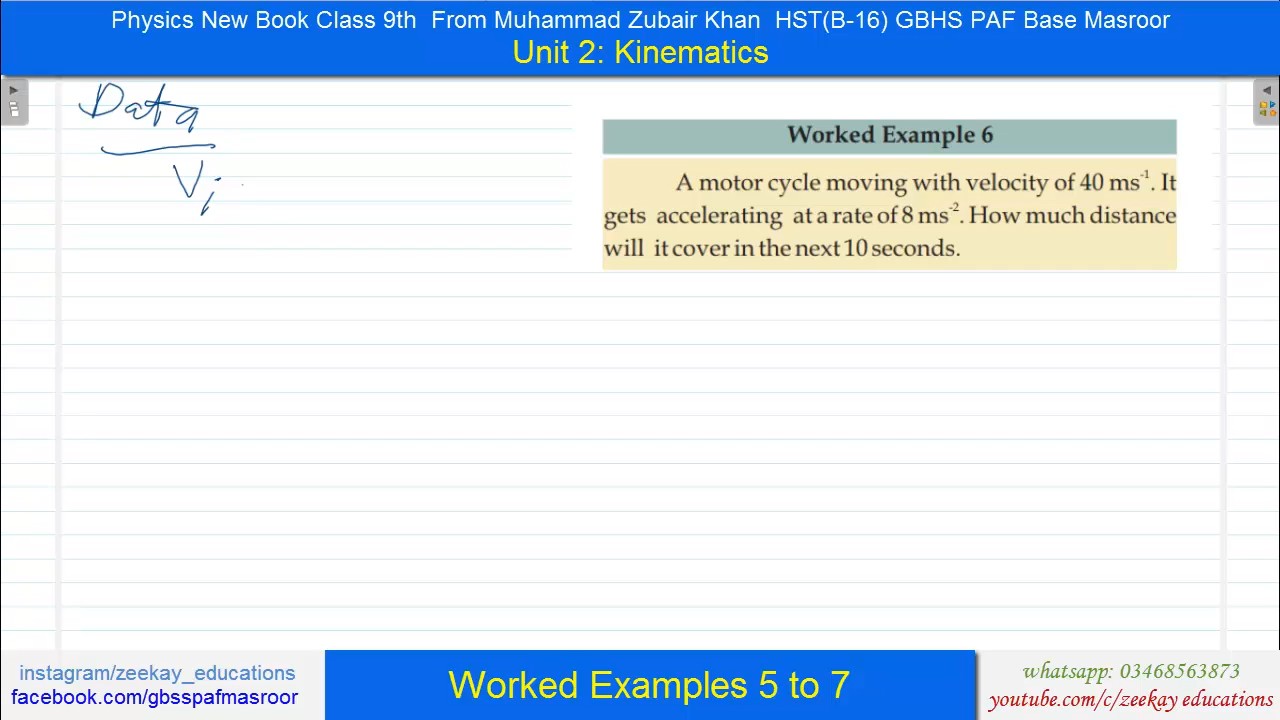 Physics New Book Class 9th From Muhammad Zubair Khan HST(B-16) GBHS PAF Base Masroor
Unit 2: Kinematics
Data
Vi
Worked Example 6
A motor cycle moving with velocity of 40 ms⁻¹. It
gets accelerating at a rate of 8 ms⁻². How much distance
will it cover in the next 10 seconds.
instagram/zeekay_educations
facebook.com/gbsspafmasroor
Worked Examples 5 to 7
whatsapp: 03468563873
youtube.com/c/zeekay educations